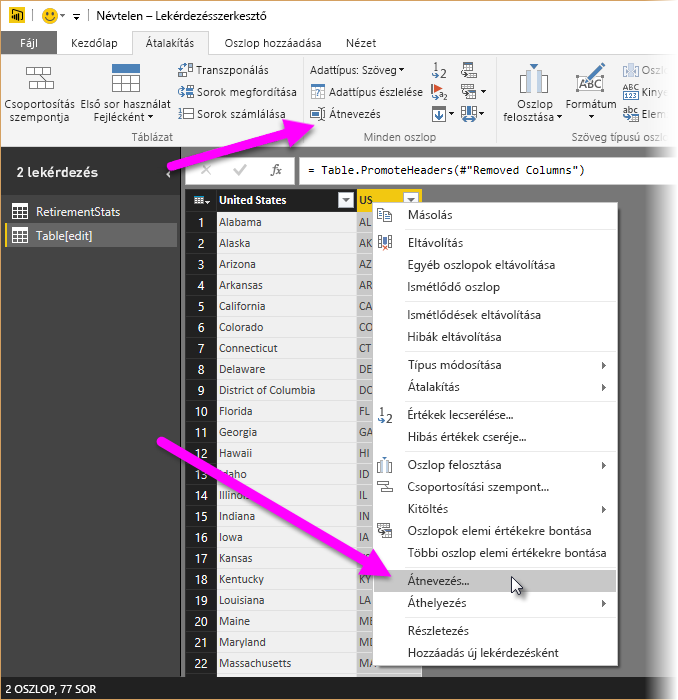 Névtelen – Lekérdezésszerkesztő
Fájl Kezdőlap Átalakítás Oszlop hozzáadása Nézet
Csoportosítás szempontja
Első sor használat Fejlécként
Transzponálás
Sorok megfordítása
Sorok számlálása
Táblázat
Adattípus: Szöveg
Adattípus észlelése
Átnevezés
Minden oszlop
Oszlop felosztása
Formátum
ABC
ABC 123
abc
Szöveg típusú
2 lekérdezés
RetirementStats
Table[edit]
fx = Table.PromoteHeaders(#"Removed Columns")
United States US
1 Alabama AL
2 Alaska AK
3 Arizona AZ
4 Arkansas AR
5 California CA
6 Colorado CO
7 Connecticut CT
8 Delaware DE
9 District of Columbia DC
10 Florida FL
11 Georgia GA
12 Hawaii HI
13 Idaho ID
14 Illinois IL
15 Indiana IN
16 Iowa IA
17 Kansas
18 Kentucky KY
19 Louisiana LA
20 Maine ME
21 Maryland MD
22 Massachusetts MA
Másolás
Eltávolítás
Egyéb oszlopok eltávolítása
Ismétlődő oszlop
Ismétlődések eltávolítása
Hibák eltávolítása
Típus módosítása
Átalakítás
Értékek lecserélése...
Hibás értékek cseréje...
Oszlop felosztása
Csoportosítási szempont...
Kitöltés
Oszlopok elemi értékekre bontása
Többi oszlop elemi értékekre bontása
Átnevezés...
Áthelyezés
Részletezés
Hozzáadás új lekérdezésként
2 OSZLOP, 77 SOR